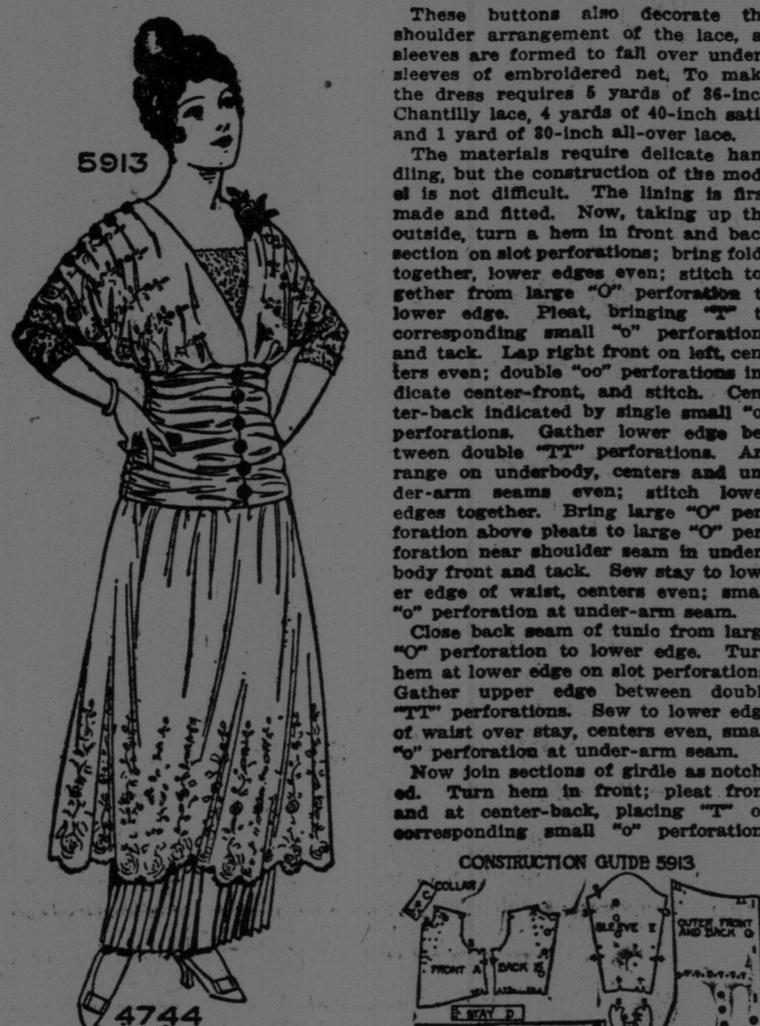 5913
4744
These buttons also decorate th
shoulder arrangement of the lace, a
sleeves are formed to fall over under
sleeves of embroidered net. To mak
the dress requires 5 yards of 36-inc
Chantilly lace, 4 yards of 40-inch sati
and 1 yard of 20-inch all-over lace.
The materials require delicate han
dling, but the construction of the mod
el is not difficult. The lining is firs
made and fitted. Now, taking up th
outside, turn a hem in front and bac
section on slot perforations; bring fold
together, lower edges even; stitch to
gether from large "O" perforation t
lower edge. Pleat, bringing "T" t
corresponding small "o" perforation
and tack. Lap right front on left, cen
ters even; double "oo" perforations in
dicate center-front, and stitch. Cen
ter-back indicated by single small "o
perforations. Gather lower edge be
tween double "TT" perforations. Ar
range on underbody, centers and un
der-arm seams even; stitch lowe
edges together. Bring large "O" per
foration above pleats to large "O" per
foration near shoulder seam in under
body front and tack. Sew stay to low
er edge of waist, centers even; sma
"o" perforation at under-arm seam.
Close back seam of tunic from larg
"O" perforation to lower edge. Tur
hem at lower edge on slot perforation
Gather upper edge between doubl
"TT" perforations. Sew to lower edg
of waist over stay, centers even, sma
"o" perforation at under-arm seam.
Now join sections of girdle as notch
ed. Turn hem in front; pleat fron
and at center-back, placing "T" o
corresponding small "o" perforation
CONSTRUCTION GUIDE 5913
COLLAR
C
FRONT A
BACK B
SLEEVE E
OUTER FRONT
AND BACK G
STAY D